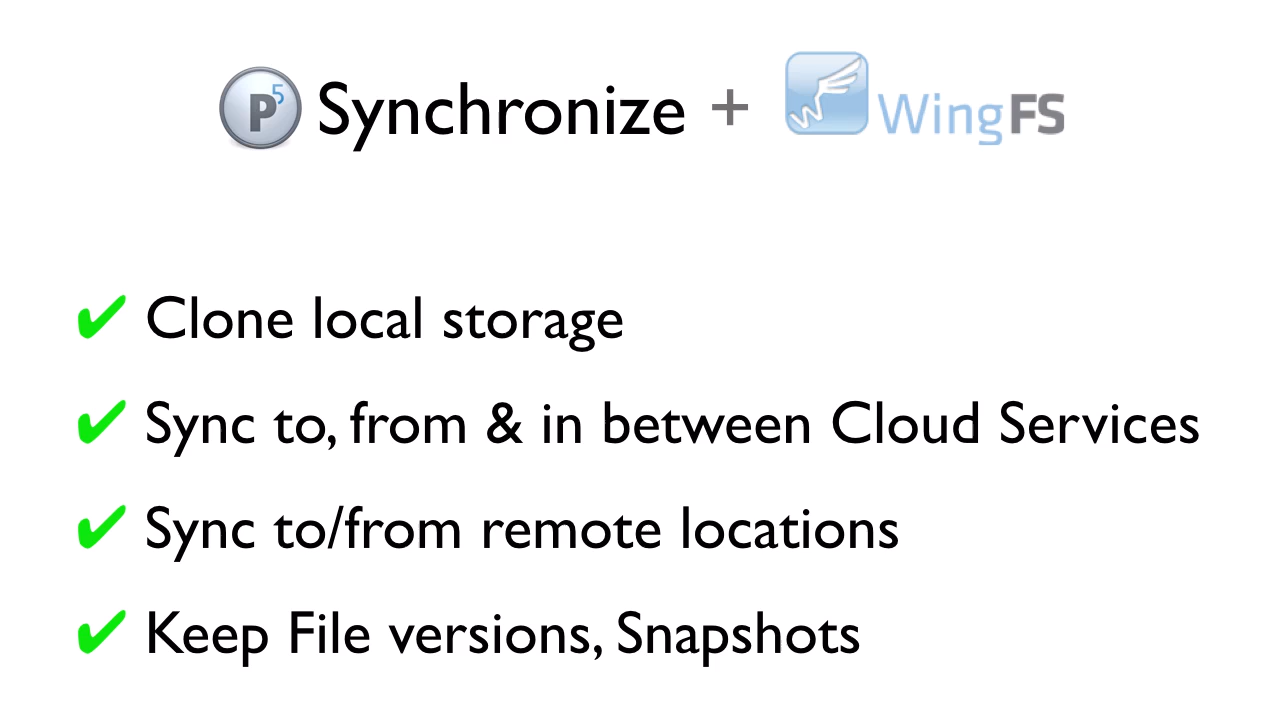 P5 Synchronize + W WingFS
✔ Clone local storage
✔ Sync to, from & in between Cloud Services
✔ Sync to/from remote locations
✔ Keep File versions, Snapshots